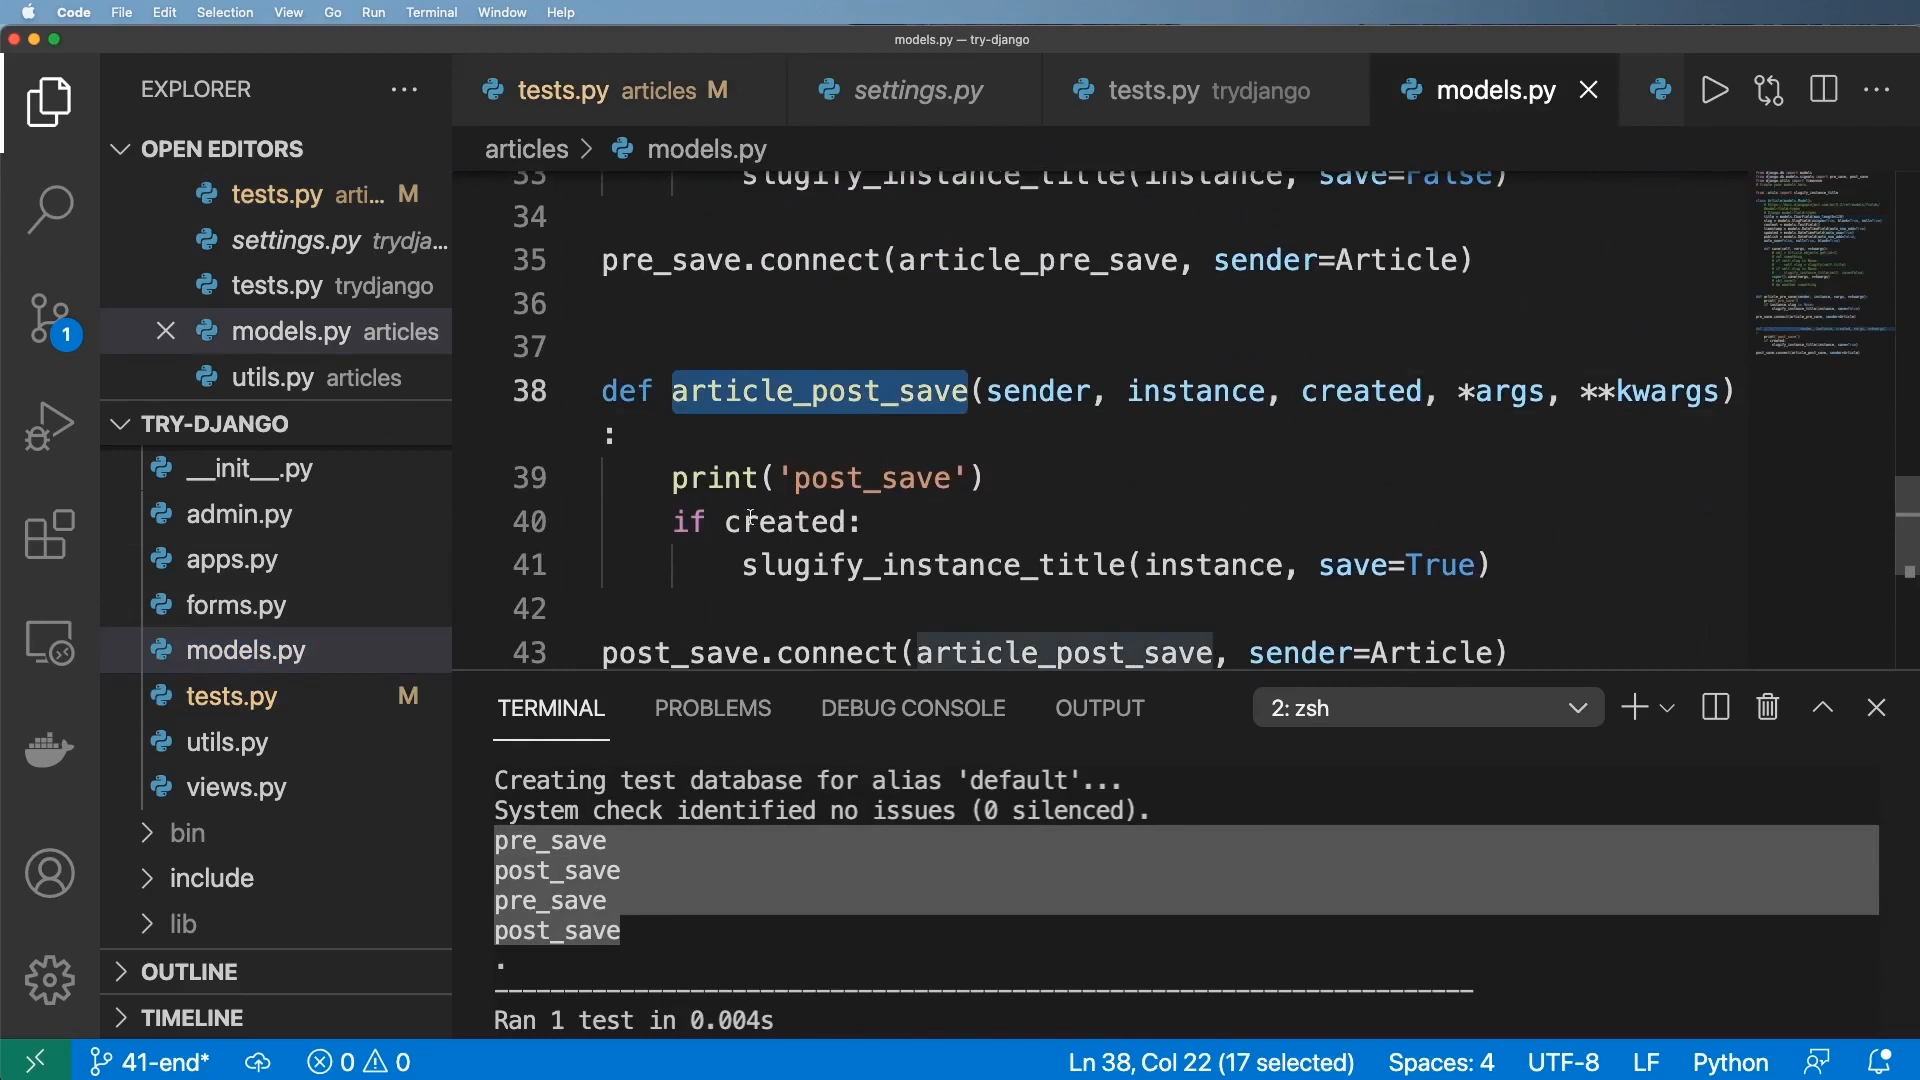 Code File Edit Selection View Go Run Terminal Window Help
models.py — try-django
EXPLORER
tests.py articles M
settings.py
tests.py trydjango
models.py
OPEN EDITORS
tests.py arti... M
settings.py trydja...
tests.py trydjango
models.py articles
utils.py articles
TRY-DJANGO
__init__.py
admin.py
apps.py
forms.py
models.py
tests.py M
utils.py
views.py
bin
include
lib
OUTLINE
TIMELINE
1
articles > models.py
33 slugify_instance_title(instance, save=False)
34
35 pre_save.connect(article_pre_save, sender=Article)
36
37
38 def article_post_save(sender, instance, created, *args, **kwargs)
:
39 print('post_save')
40 if created:
41 slugify_instance_title(instance, save=True)
42
43 post_save.connect(article_post_save, sender=Article)
TERMINAL PROBLEMS DEBUG CONSOLE OUTPUT 2: zsh
Creating test database for alias 'default'...
System check identified no issues (0 silenced).
pre_save
post_save
pre_save
post_save
.
----------------------------------------------------------------------
Ran 1 test in 0.004s
41-end* 0 0 Ln 38, Col 22 (17 selected) Spaces: 4 UTF-8 LF Python